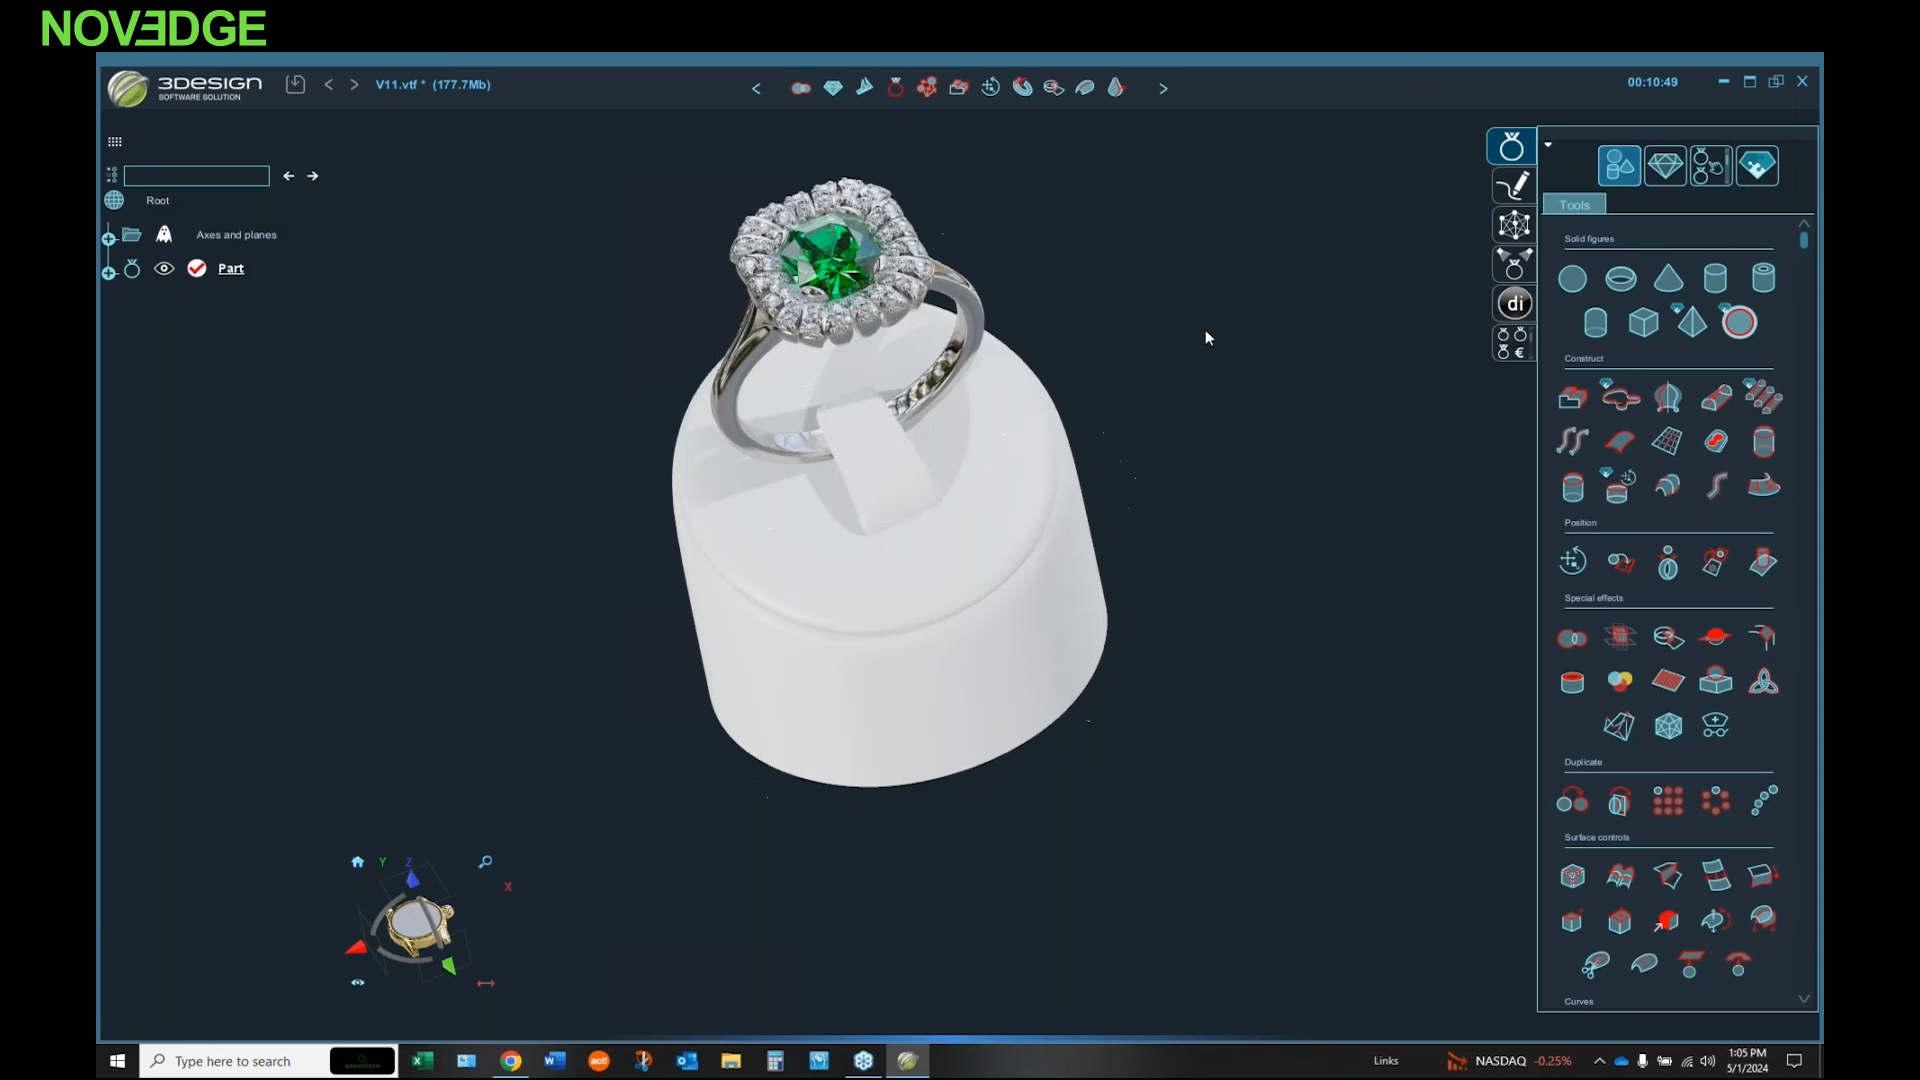 NOVEDGE
3DESIGN
SOFTWARE SOLUTION
V11.vtf * (177.7Mb)
00:10:49
Root
Axes and planes
Part
di
€
Tools
Solid figures
Construct
Position
Special effects
Duplicate
Surface controls
Curves
Y
Z
X
Type here to search
act!
Links
NASDAQ -0.25%
1:05 PM
5/1/2024